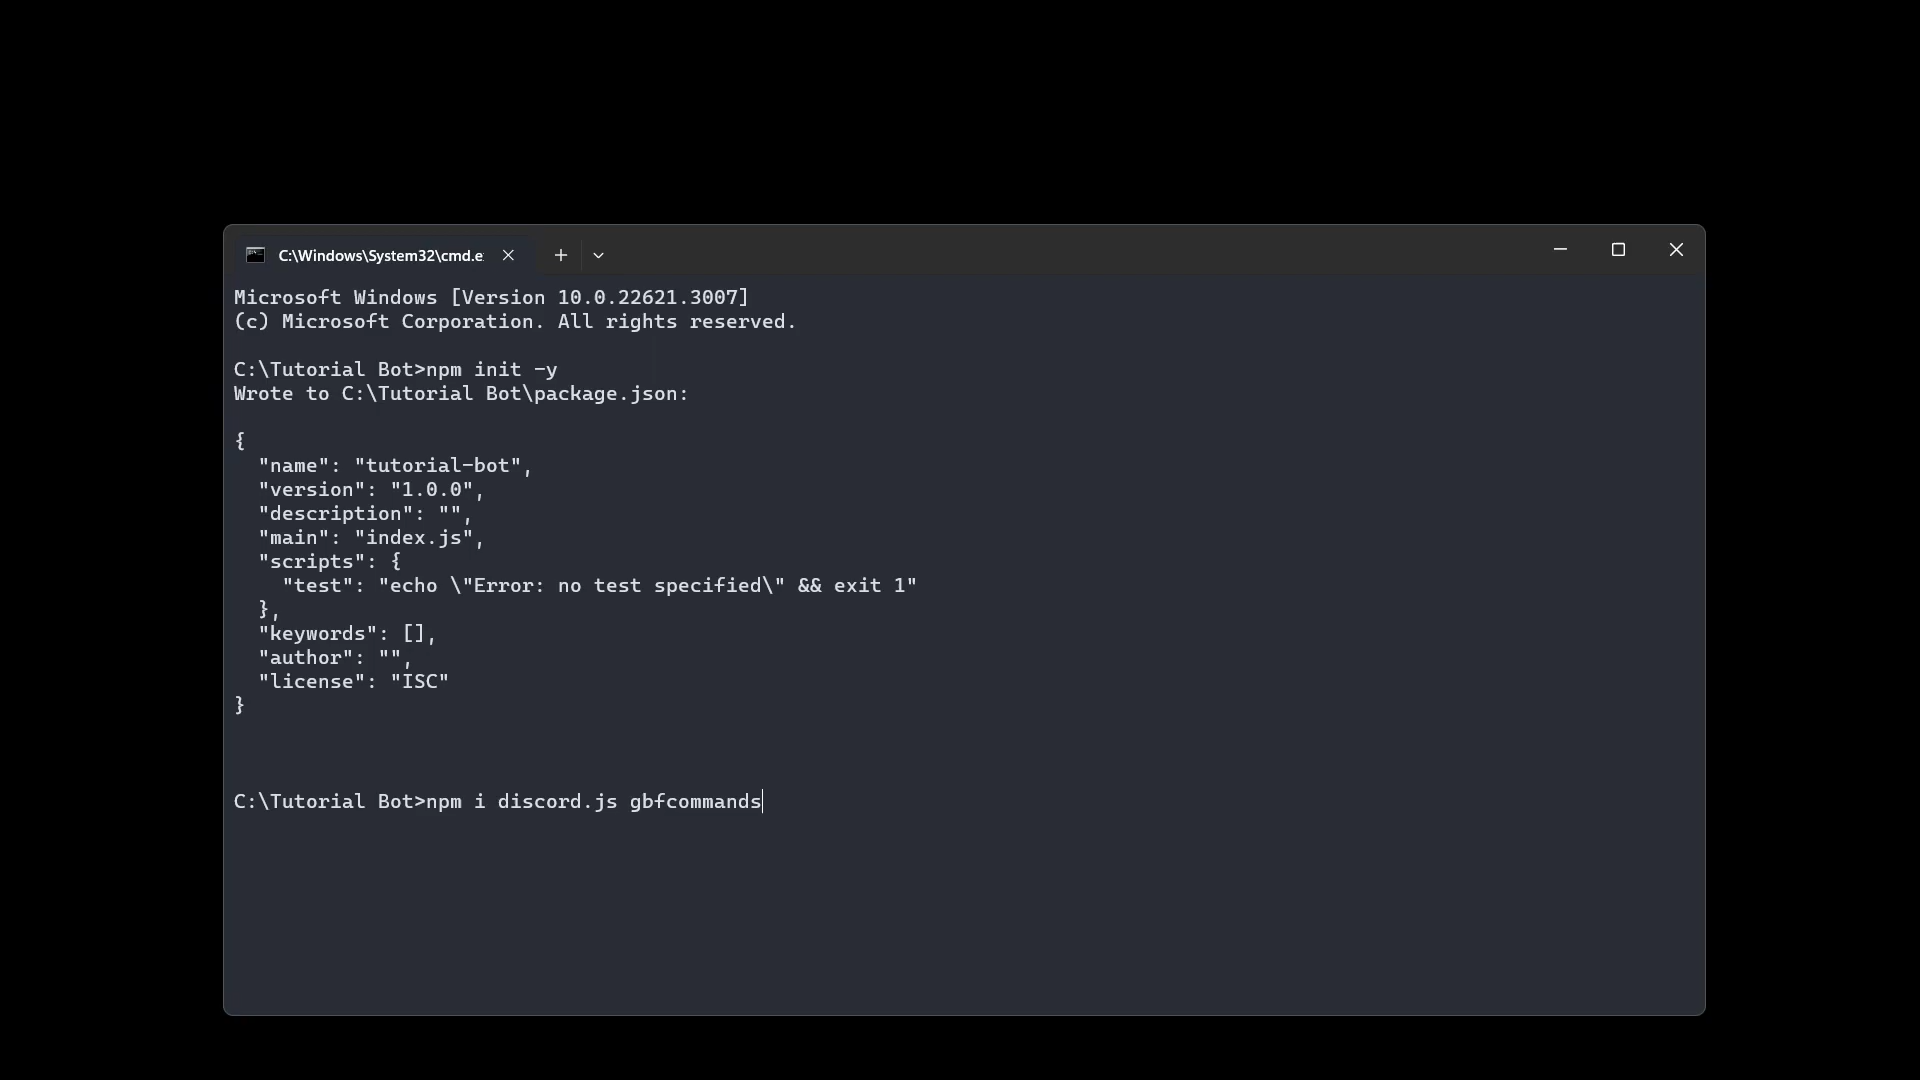 C:\Windows\System32\cmd.e
Microsoft Windows [Version 10.0.22621.3007]
(c) Microsoft Corporation. All rights reserved.
C:\Tutorial Bot>npm init -y
Wrote to C:\Tutorial Bot\package.json:
{
  "name": "tutorial-bot",
  "version": "1.0.0",
  "description": "",
  "main": "index.js",
  "scripts": {
    "test": "echo \"Error: no test specified\" && exit 1"
  },
  "keywords": [],
  "author": "",
  "license": "ISC"
}
C:\Tutorial Bot>npm i discord.js gbfcommands